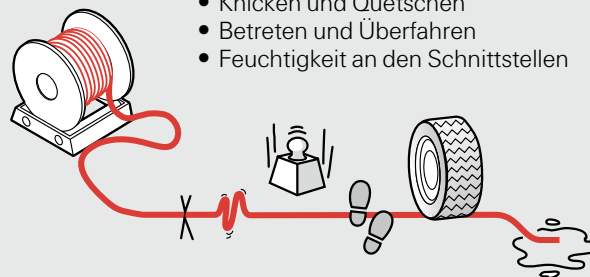 • Knicken und Quetschen
• Betreten und Überfahren
• Feuchtigkeit an den Schnittstellen